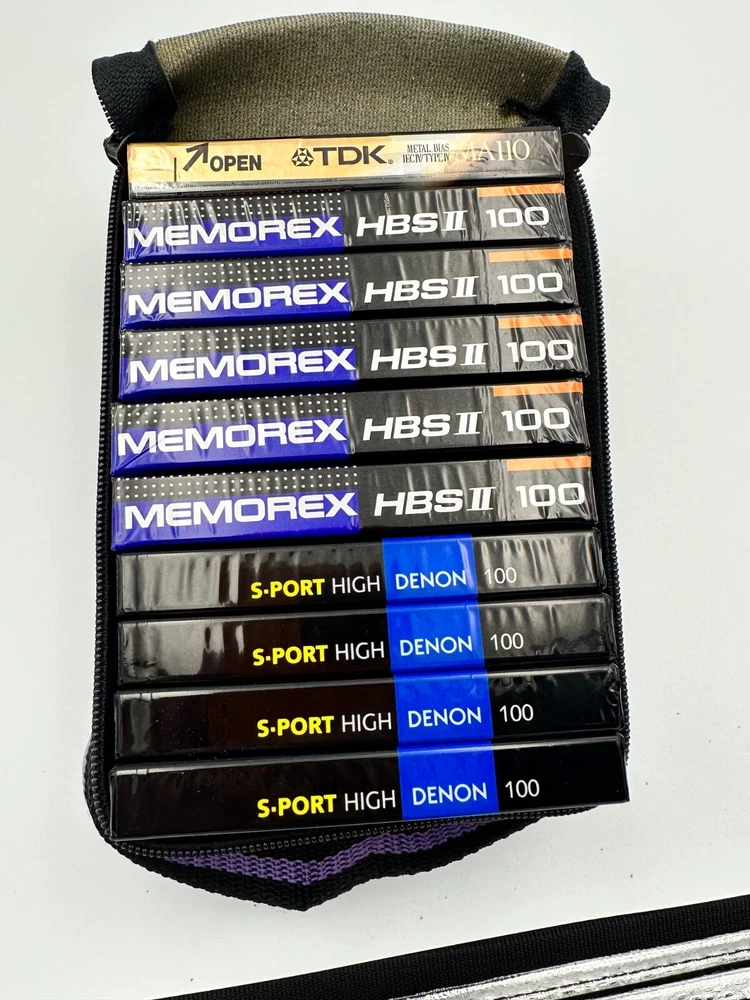 OPEN TDK® METAL BIAS IECIV/TYPEIV MA110
MEMOREX HBS II 100
MEMOREX HBS II 100
MEMOREX HBS II 100
MEMOREX HBS II 100
MEMOREX HBS II 100
S·PORT HIGH DENON 100
S·PORT HIGH DENON 100
S·PORT HIGH DENON 100
S·PORT HIGH DENON 100